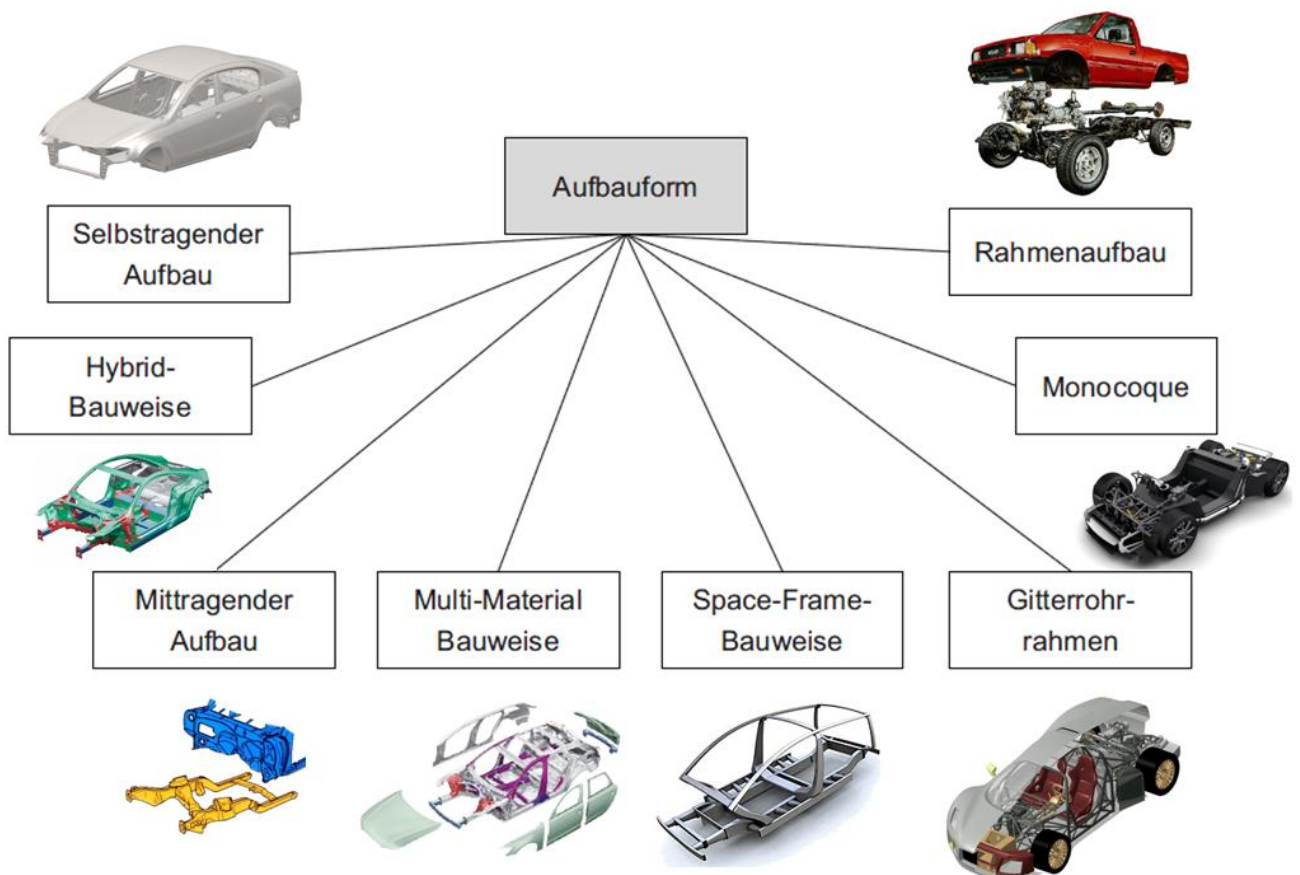 Aufbauform
Selbstragender
Aufbau
Rahmenaufbau
Hybrid-
Bauweise
Monocoque
Mittragender
Aufbau
Multi-Material
Bauweise
Space-Frame-
Bauweise
Gitterrohr-
rahmen